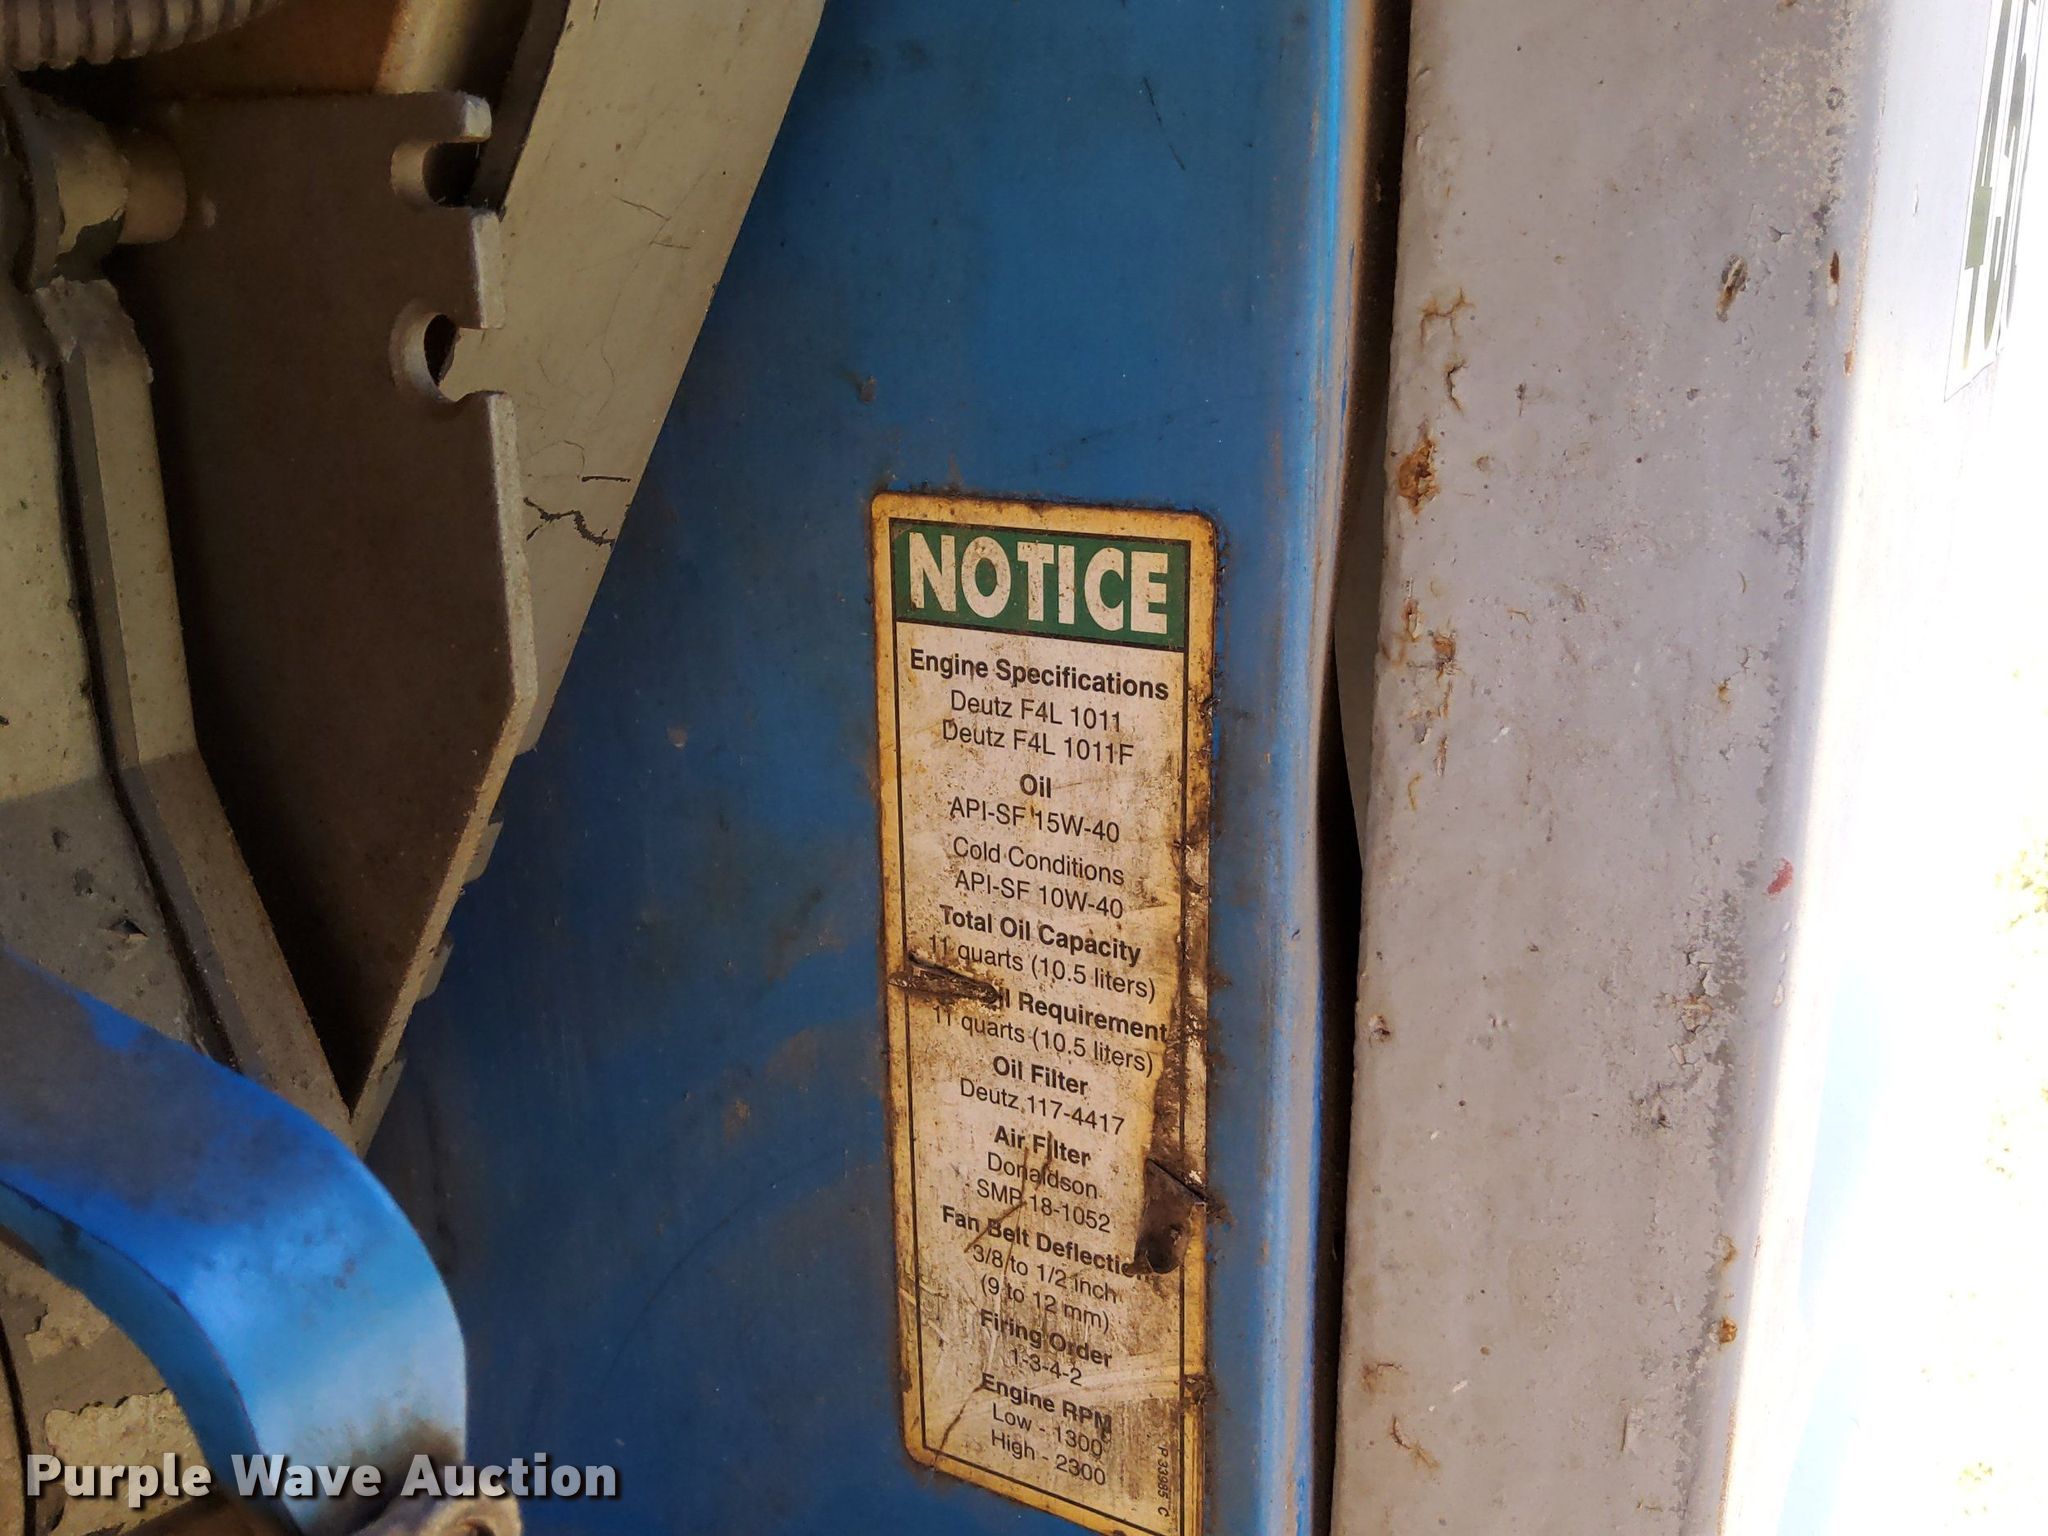 NOTICE
Engine Specifications
Deutz F4L 1011
Deutz F4L 1011F
Oil
API-SF 15W-40
Cold Conditions
API-SF 10W-40
Total Oil Capacity
11 quarts (10.5 liters)
Oil Requirement
11 quarts (10.5 liters)
Oil Filter
Deutz 117-4417
Air Filter
Donaldson
SMP 18-1052
Fan Belt Deflection
3/8 to 1/2 inch
(9 to 12 mm)
Firing Order
1-3-4-2
Engine RPM
Low - 1300
High - 2300
P 33985 C
Purple Wave Auction